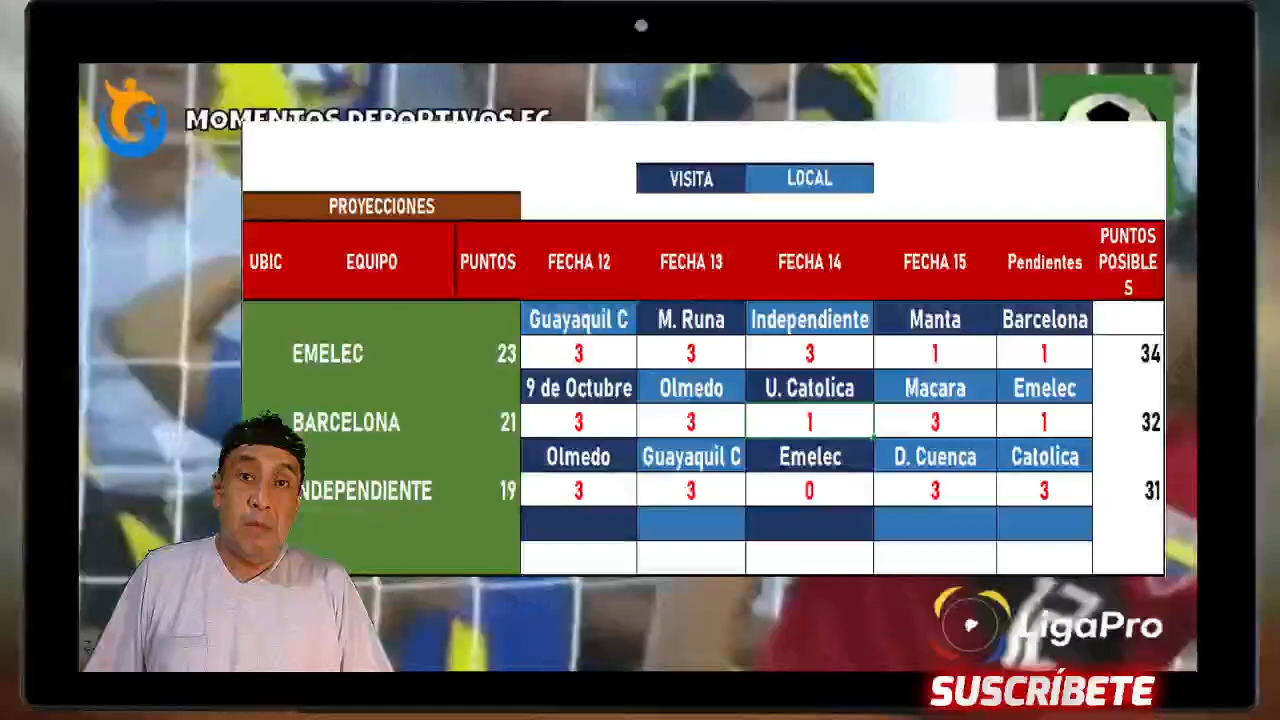 MOMENTOS DEPORTIVOS EC
VISITA LOCAL
PROYECCIONES
UBIC EQUIPO PUNTOS FECHA 12 FECHA 13 FECHA 14 FECHA 15 Pendientes PUNTOS POSIBLE S
Guayaquil C M. Runa Independiente Manta Barcelona
EMELEC 23 3 3 3 1 1 34
9 de Octubre Olmedo U. Catolica Macara Emelec
BARCELONA 21 3 3 1 3 1 32
Olmedo Guayaquil C Emelec D. Cuenca Catolica
NDEPENDIENTE 19 3 3 0 3 3 31
LigaPro
SUSCRÍBETE